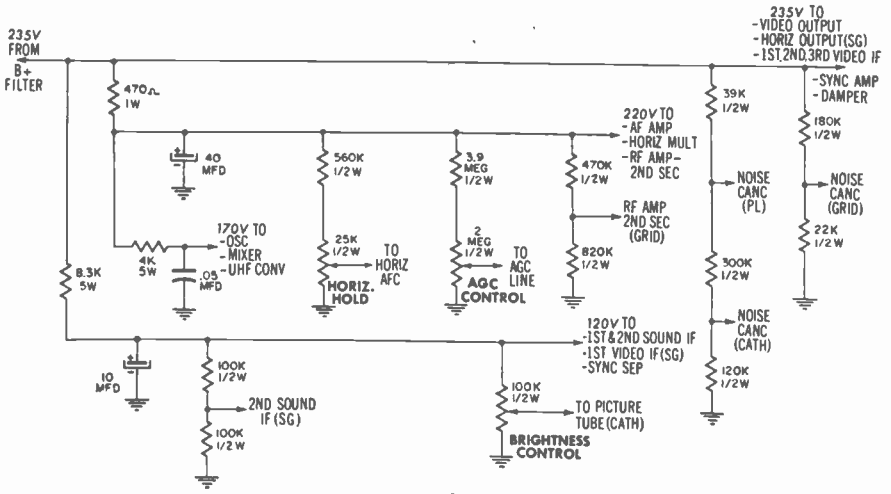 235V
FROM
B+
FILTER
235V TO
-VIDEO OUTPUT
-HORIZ OUTPUT(SG)
-1ST,2ND,3RD VIDEO IF
-SYNC AMP
-DAMPER
470Ω
1W
39K
1/2W
180K
1/2W
220V TO
-AF AMP
-HORIZ MULT
-RF AMP-
2ND SEC
+
-
40
MFD
560K
1/2W
3.9
MEG
1/2W
470K
1/2W
NOISE
CANC
(PL)
NOISE
CANC
(GRID)
RF AMP
2ND SEC
(GRID)
170V TO
-OSC
-MIXER
-UHF CONV
4K
5W
.05
MFD
25K
1/2W
TO
HORIZ
AFC
HORIZ.
HOLD
2
MEG
1/2W
TO
AGC
LINE
AGC
CONTROL
820K
1/2W
22K
1/2W
300K
1/2W
8.3K
5W
NOISE
CANC
(CATH)
120V TO
-1ST&2ND SOUND IF
-1ST VIDEO IF(SG)
-SYNC SEP
+
-
10
MFD
100K
1/2W
100K
1/2W
120K
1/2W
2ND SOUND
IF(SG)
TO PICTURE
TUBE(CATH)
100K
1/2W
BRIGHTNESS
CONTROL